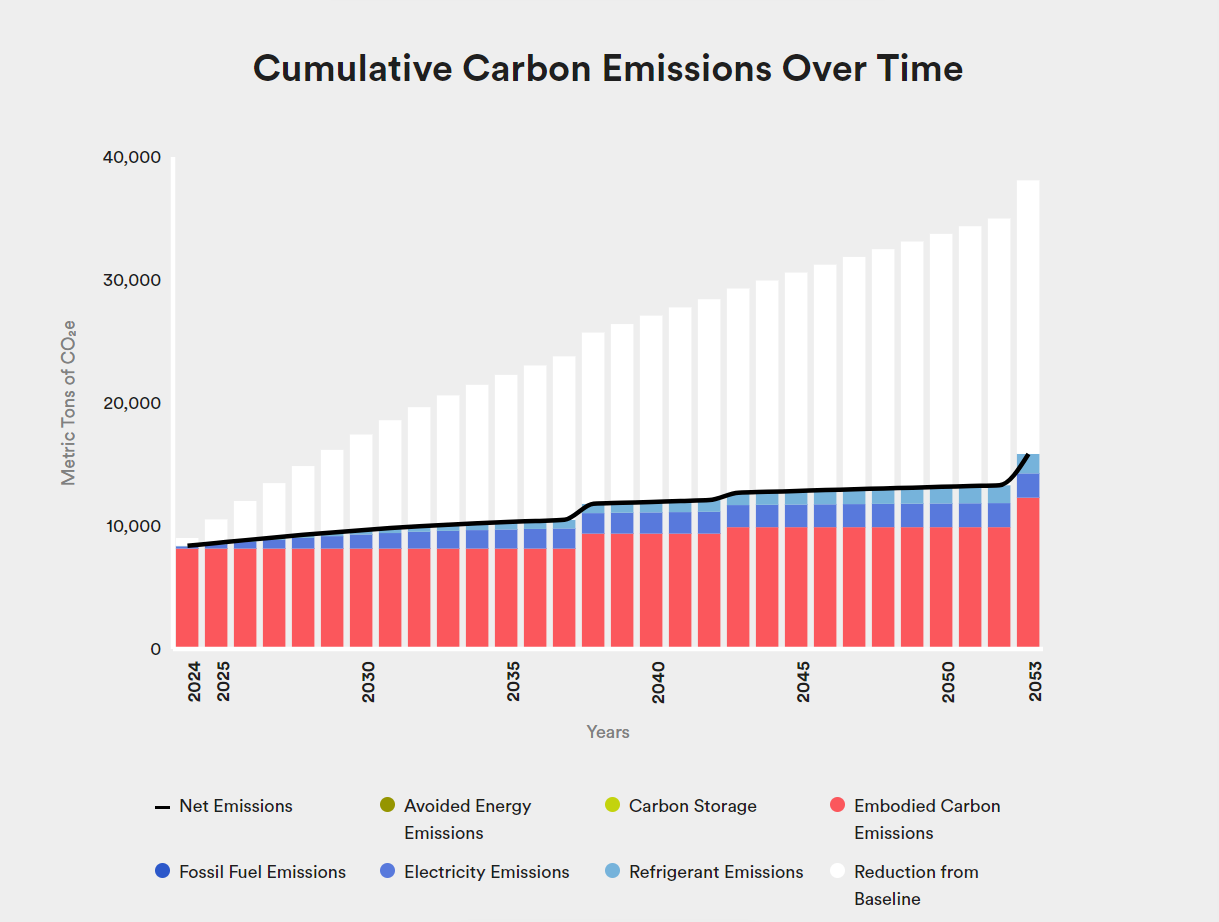 Cumulative Carbon Emissions Over Time
40,000
30,000
20,000
10,000
0
Metric Tons of CO₂e
2024
2025
2030
2035
2040
2045
2050
2053
Years
Net Emissions
Avoided Energy
Emissions
Carbon Storage
Embodied Carbon
Emissions
Fossil Fuel Emissions
Electricity Emissions
Refrigerant Emissions
Reduction from
Baseline